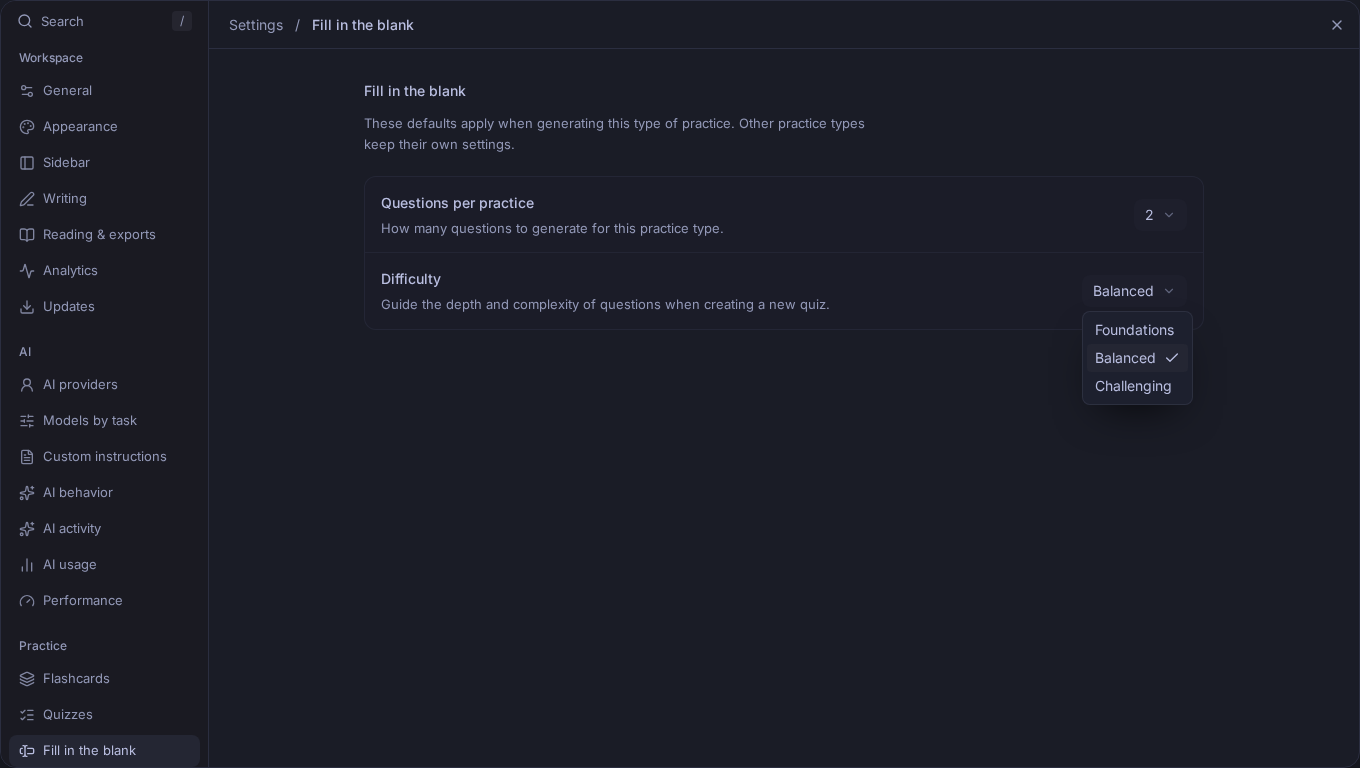 Search /
Workspace
General
Appearance
Sidebar
Writing
Reading & exports
Analytics
Updates
AI
AI providers
Models by task
Custom instructions
AI behavior
AI activity
AI usage
Performance
Practice
Flashcards
Quizzes
Fill in the blank
Settings / Fill in the blank
Fill in the blank
These defaults apply when generating this type of practice. Other practice types
keep their own settings.
Questions per practice
How many questions to generate for this practice type.
2
Difficulty
Guide the depth and complexity of questions when creating a new quiz.
Balanced
Foundations
Balanced
Challenging